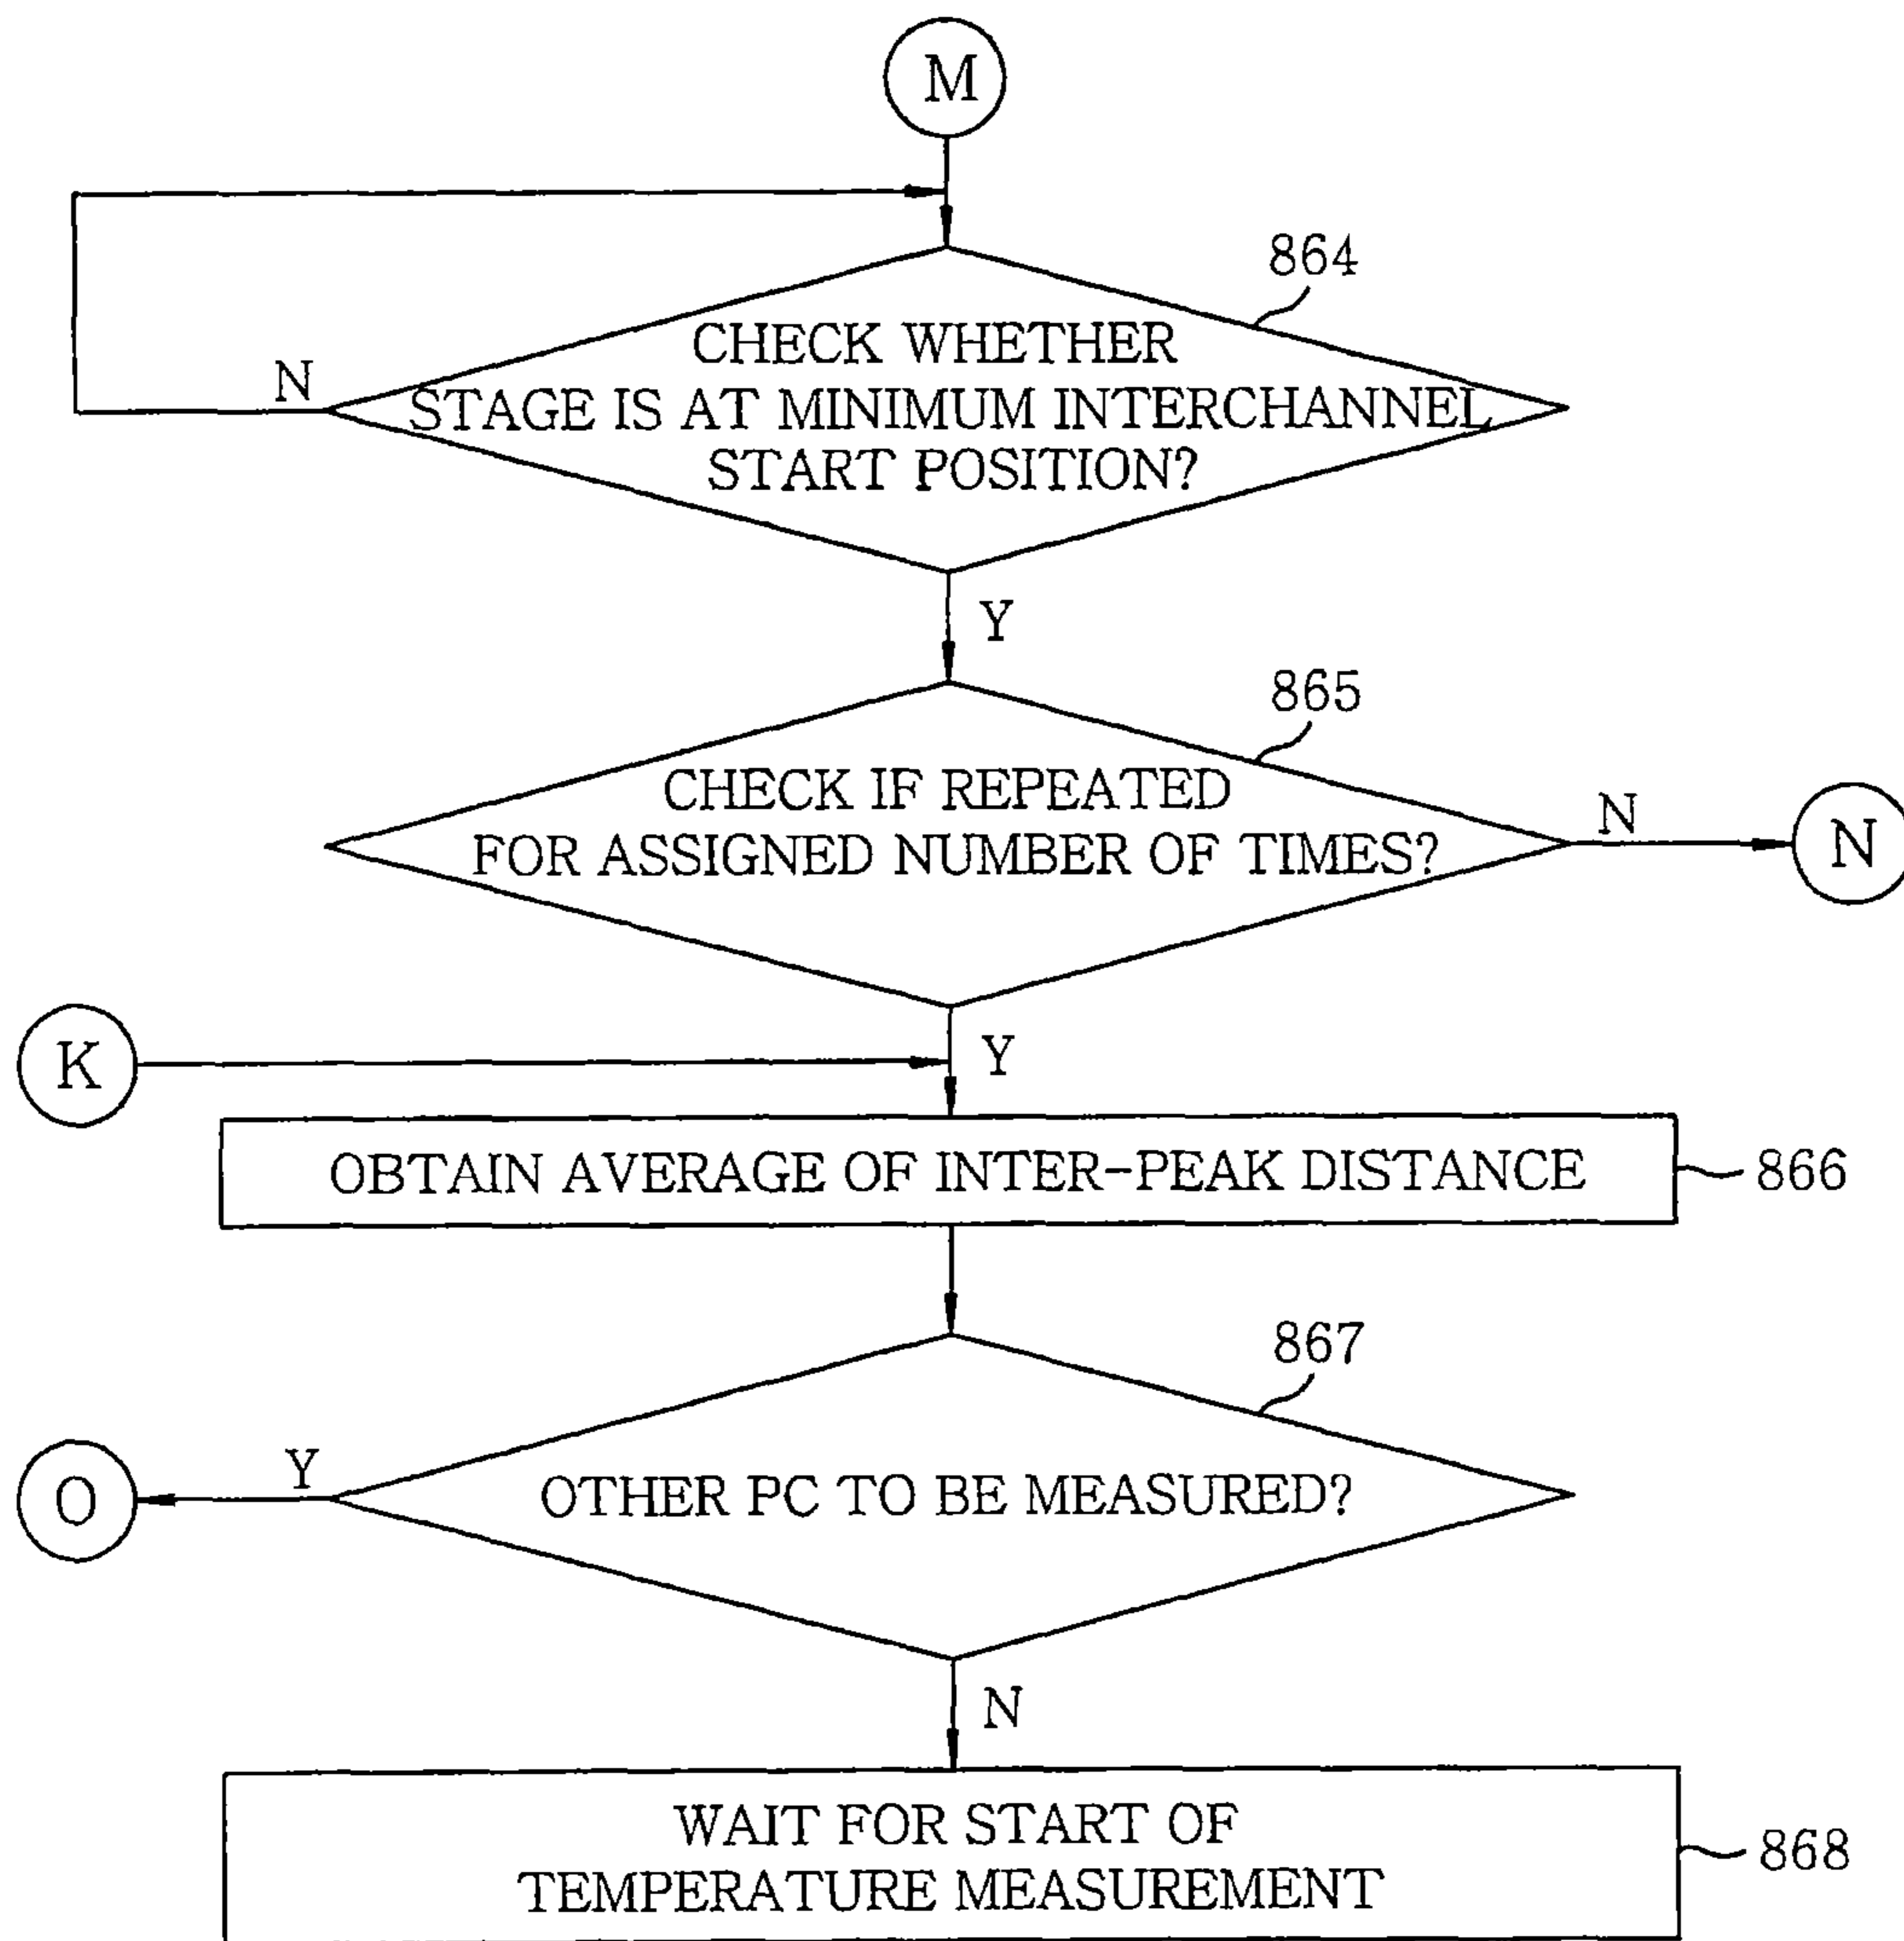 M
864
CHECK WHETHER
STAGE IS AT MINIMUM INTERCHANNEL
START POSITION?
N
Y
865
CHECK IF REPEATED
FOR ASSIGNED NUMBER OF TIMES?
N
N
K
Y
OBTAIN AVERAGE OF INTER-PEAK DISTANCE
866
867
O
Y
OTHER PC TO BE MEASURED?
N
WAIT FOR START OF
TEMPERATURE MEASUREMENT
868